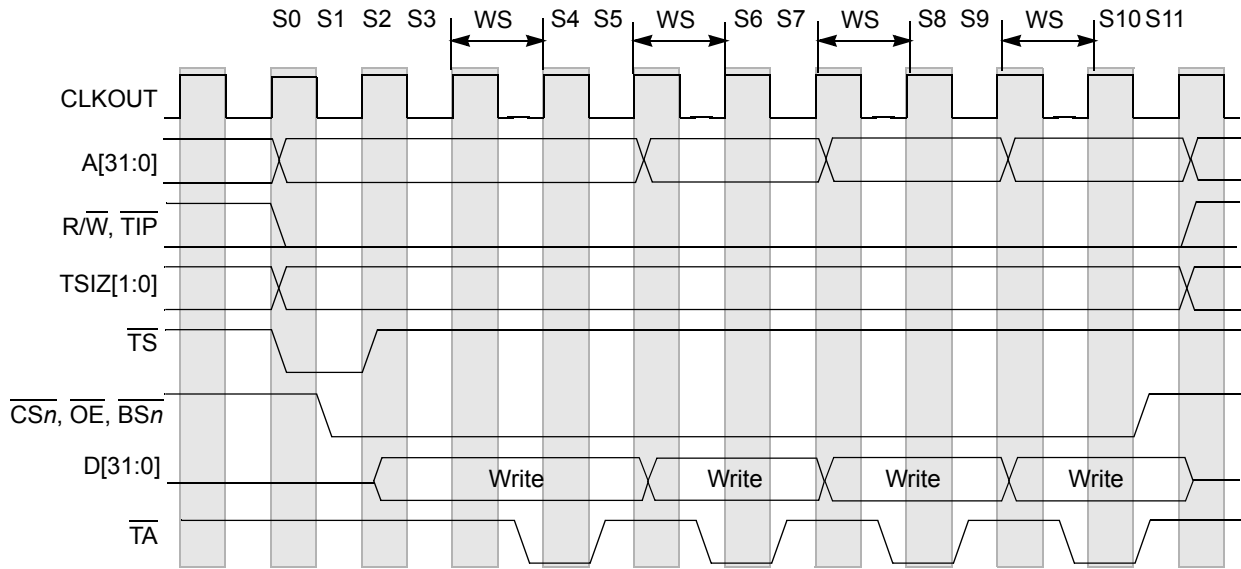 S0 S1 S2 S3 WS S4 S5 WS S6 S7 WS S8 S9 WS S10 S11
CLKOUT
A[31:0]
R/W, TIP
TSIZ[1:0]
TS
CSn, OE, BSn
D[31:0] Write Write Write Write
TA